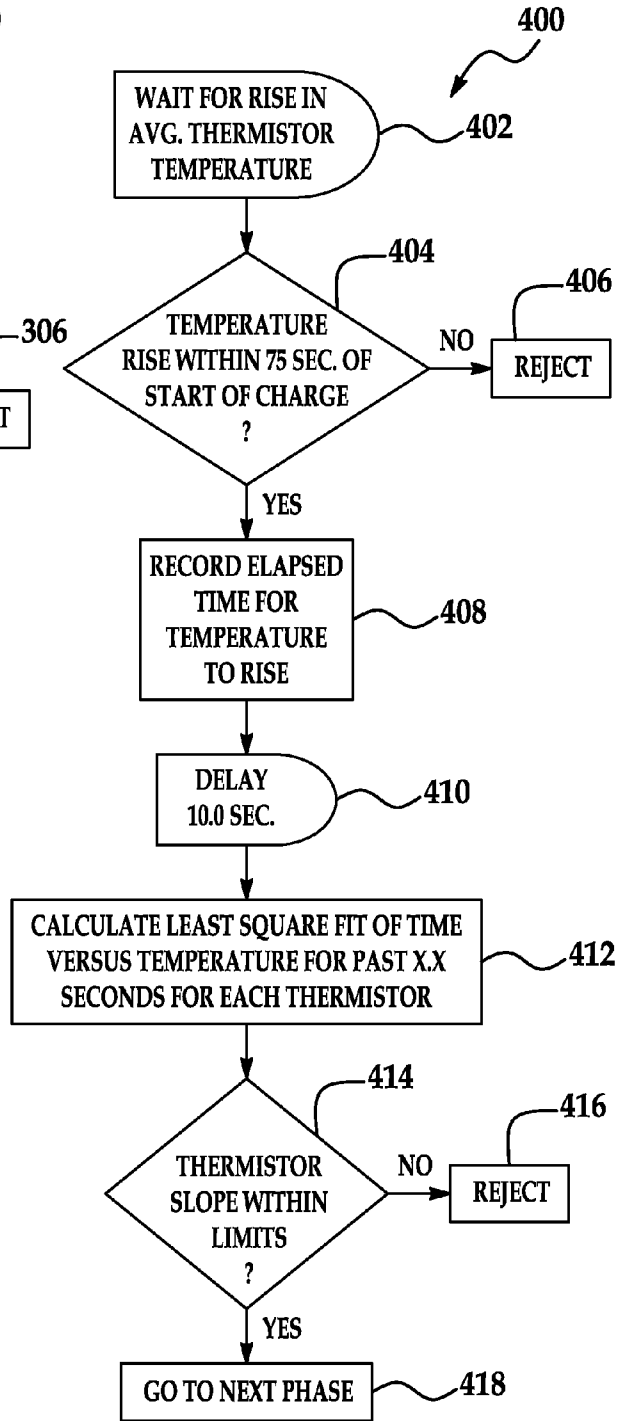 400
WAIT FOR RISE IN
AVG. THERMISTOR
TEMPERATURE
402
404
TEMPERATURE
RISE WITHIN 75 SEC. OF
START OF CHARGE
?
NO
406
REJECT
306
T
YES
RECORD ELAPSED
TIME FOR
TEMPERATURE
TO RISE
408
DELAY
10.0 SEC.
410
CALCULATE LEAST SQUARE FIT OF TIME
VERSUS TEMPERATURE FOR PAST X.X
SECONDS FOR EACH THERMISTOR
412
414
THERMISTOR
SLOPE WITHIN
LIMITS
?
NO
416
REJECT
YES
GO TO NEXT PHASE
418